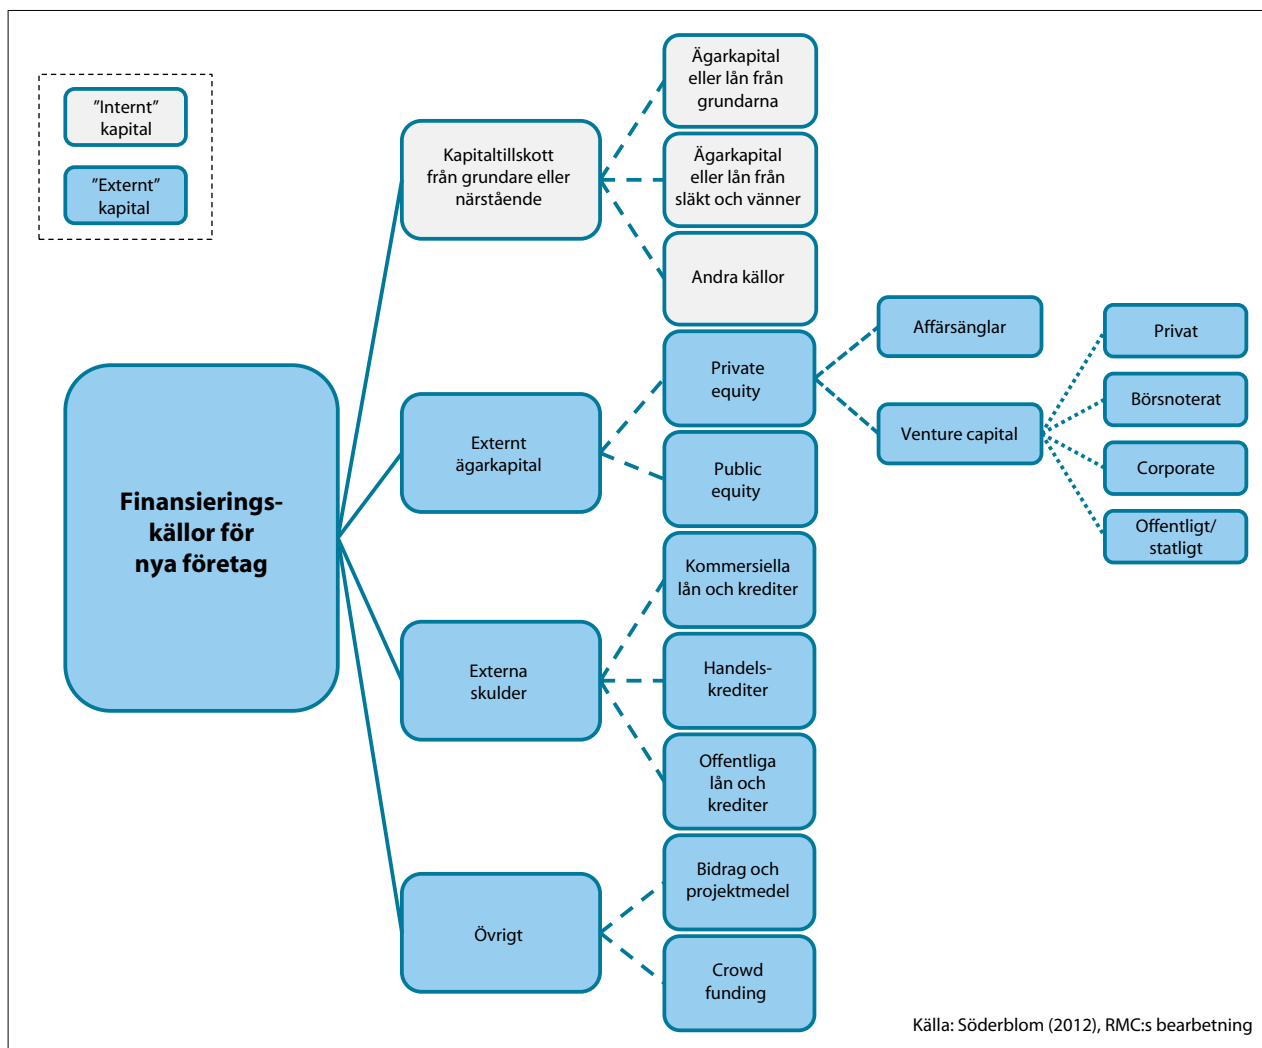 ”Internt”
kapital
”Externt”
kapital
Finansierings-
källor för
nya företag
Kapitaltillskott
från grundare eller
närstående
Ägarkapital
eller lån från
grundarna
Ägarkapital
eller lån från
släkt och vänner
Andra källor
Externt
ägarkapital
Private
equity
Affärsänglar
Venture capital
Privat
Börsnoterat
Corporate
Offentligt/
statligt
Public
equity
Externa
skulder
Kommersiella
lån och krediter
Handels-
krediter
Offentliga
lån och
krediter
Övrigt
Bidrag och
projektmedel
Crowd
funding
Källa: Söderblom (2012), RMC:s bearbetning